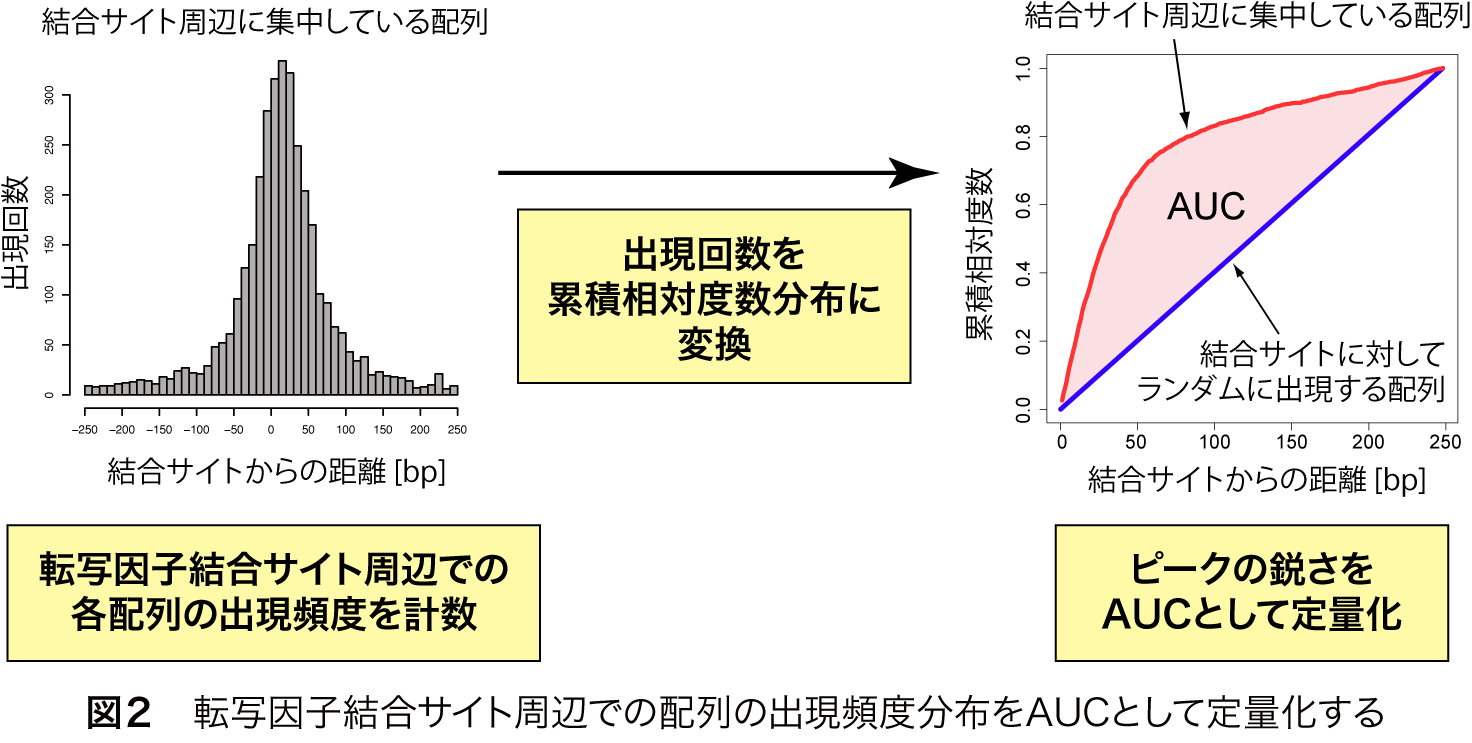 結合サイト周辺に集中している配列
出現回数
300
200
150
100
50
0
−250 −200 −150 −100 −50 0 50 100 150 200 250
結合サイトからの距離 [bp]
転写因子結合サイト周辺での
各配列の出現頻度を計数
出現回数を
累積相対度数分布に
変換
結合サイト周辺に集中している配列
累積相対度数
1.0
0.8
0.6
0.4
0.2
0.0
AUC
結合サイトに対して
ランダムに出現する配列
0 50 100 150 200 250
結合サイトからの距離 [bp]
ピークの鋭さを
AUCとして定量化
図2 転写因子結合サイト周辺での配列の出現頻度分布をAUCとして定量化する